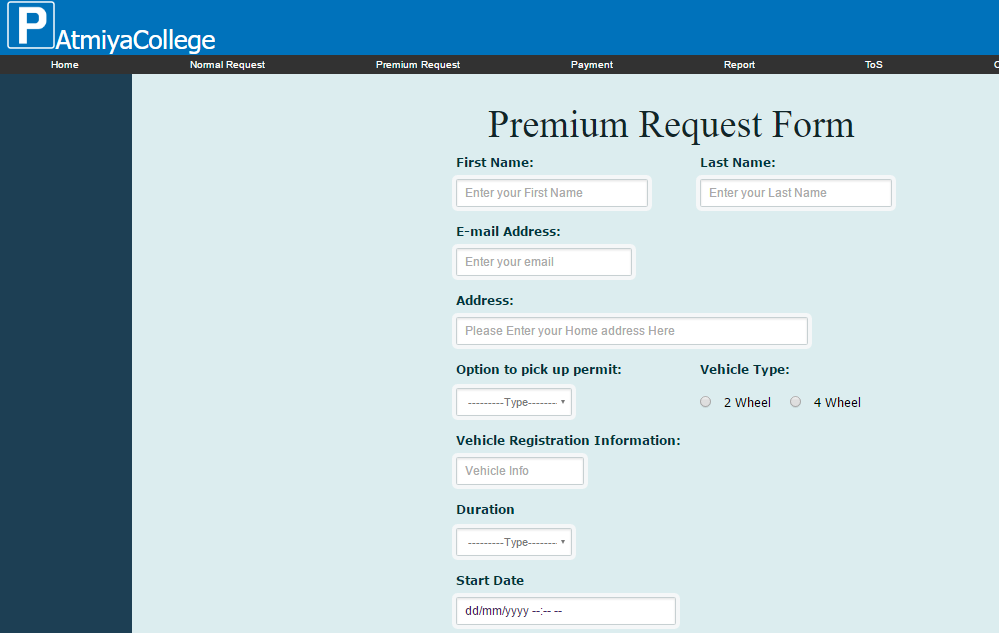 P AtmiyaCollege
Home Normal Request Premium Request Payment Report ToS
Premium Request Form
First Name: Last Name:
Enter your First Name Enter your Last Name
E-mail Address:
Enter your email
Address:
Please Enter your Home address Here
Option to pick up permit: Vehicle Type:
---------Type-------- 2 Wheel 4 Wheel
Vehicle Registration Information:
Vehicle Info
Duration
---------Type--------
Start Date
dd/mm/yyyy --:-- --